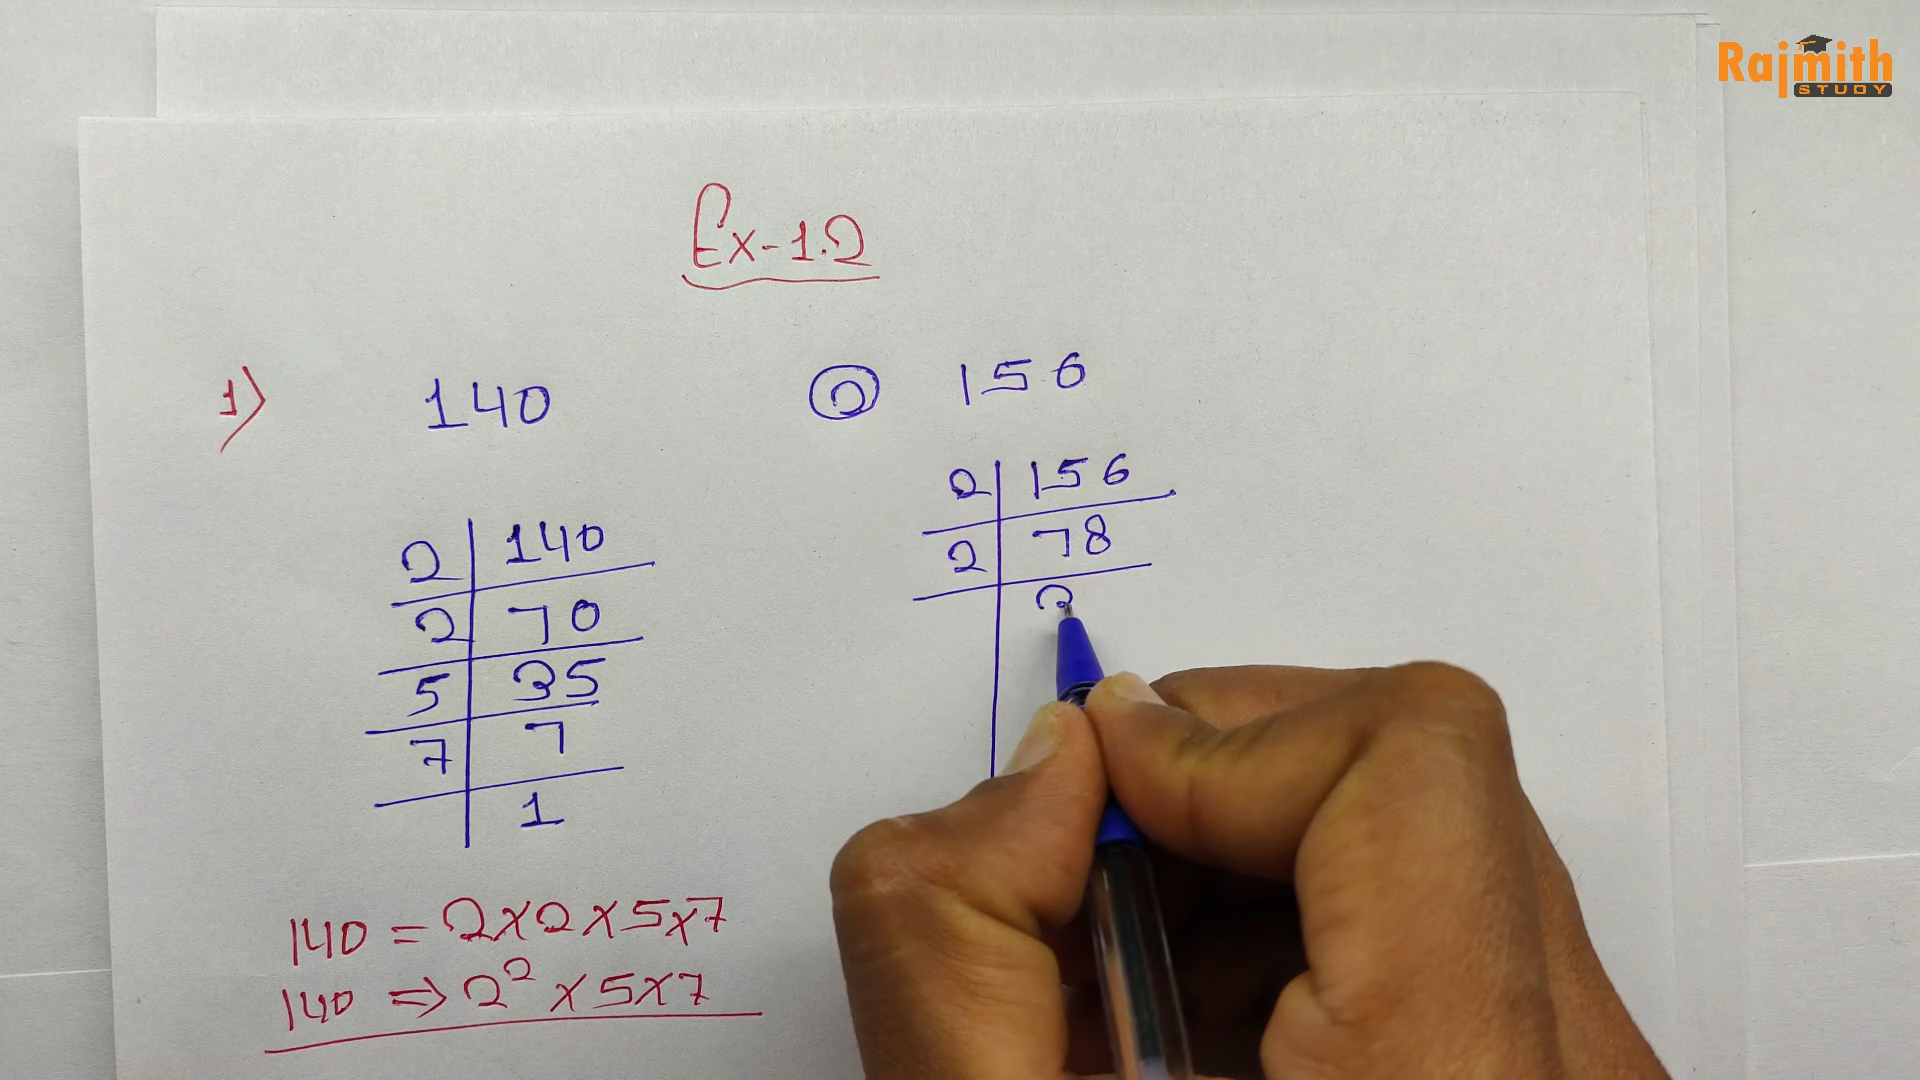 Rajmith
STUDY
Ex-1.2
1) 140
2 | 140
2 | 70
5 | 35
7 | 7
1
140 = 2×2×5×7
140 ⇒ 2² ×5×7
② 156
2 | 156
2 | 78
3